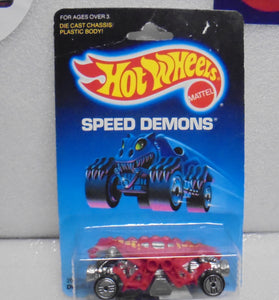 FOR AGES OVER 3
DIE CAST CHASSIS
PLASTIC BODY!
Hot Wheels
MATTEL
SPEED DEMONS